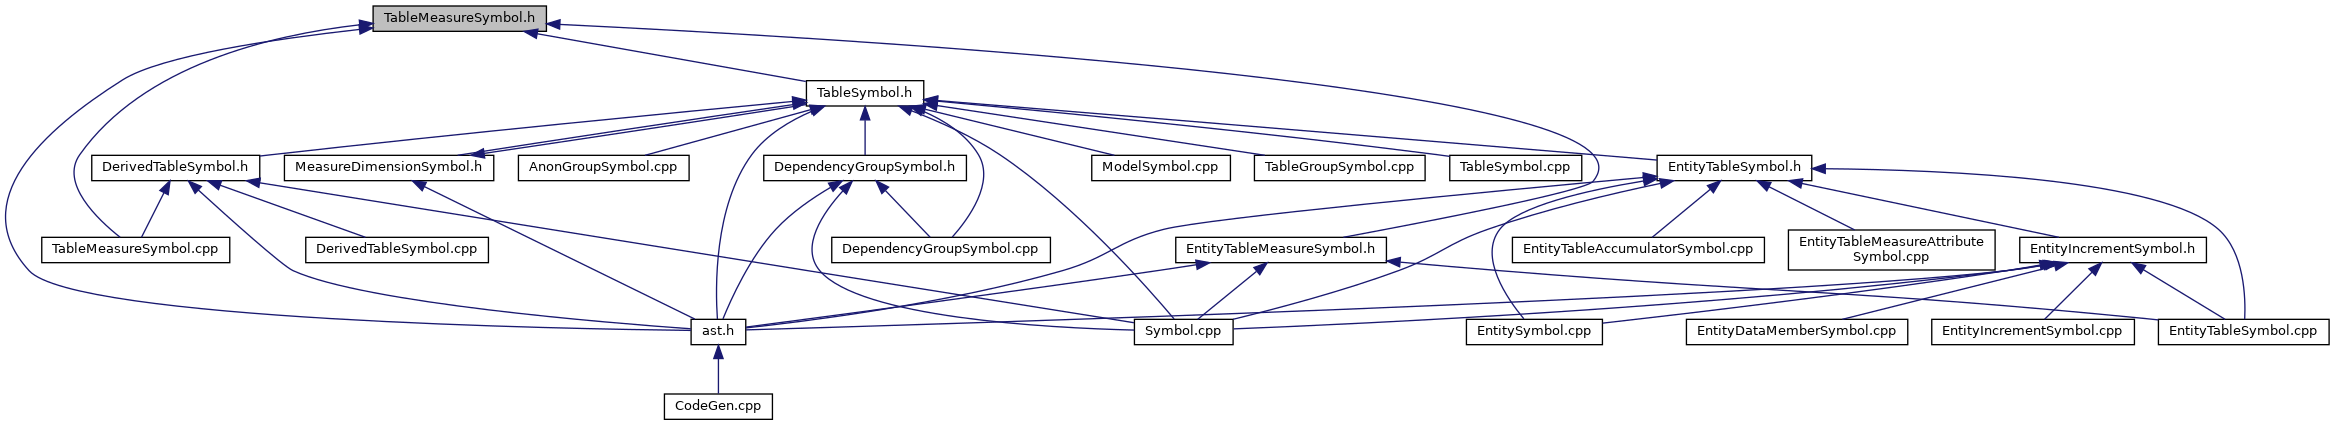 TableMeasureSymbol.h
TableSymbol.h
DerivedTableSymbol.h
MeasureDimensionSymbol.h
AnonGroupSymbol.cpp
DependencyGroupSymbol.h
ModelSymbol.cpp
TableGroupSymbol.cpp
TableSymbol.cpp
EntityTableSymbol.h
TableMeasureSymbol.cpp
DerivedTableSymbol.cpp
DependencyGroupSymbol.cpp
EntityTableMeasureSymbol.h
EntityTableAccumulatorSymbol.cpp
EntityTableMeasureAttribute
Symbol.cpp
EntityIncrementSymbol.h
ast.h
Symbol.cpp
EntitySymbol.cpp
EntityDataMemberSymbol.cpp
EntityIncrementSymbol.cpp
EntityTableSymbol.cpp
CodeGen.cpp